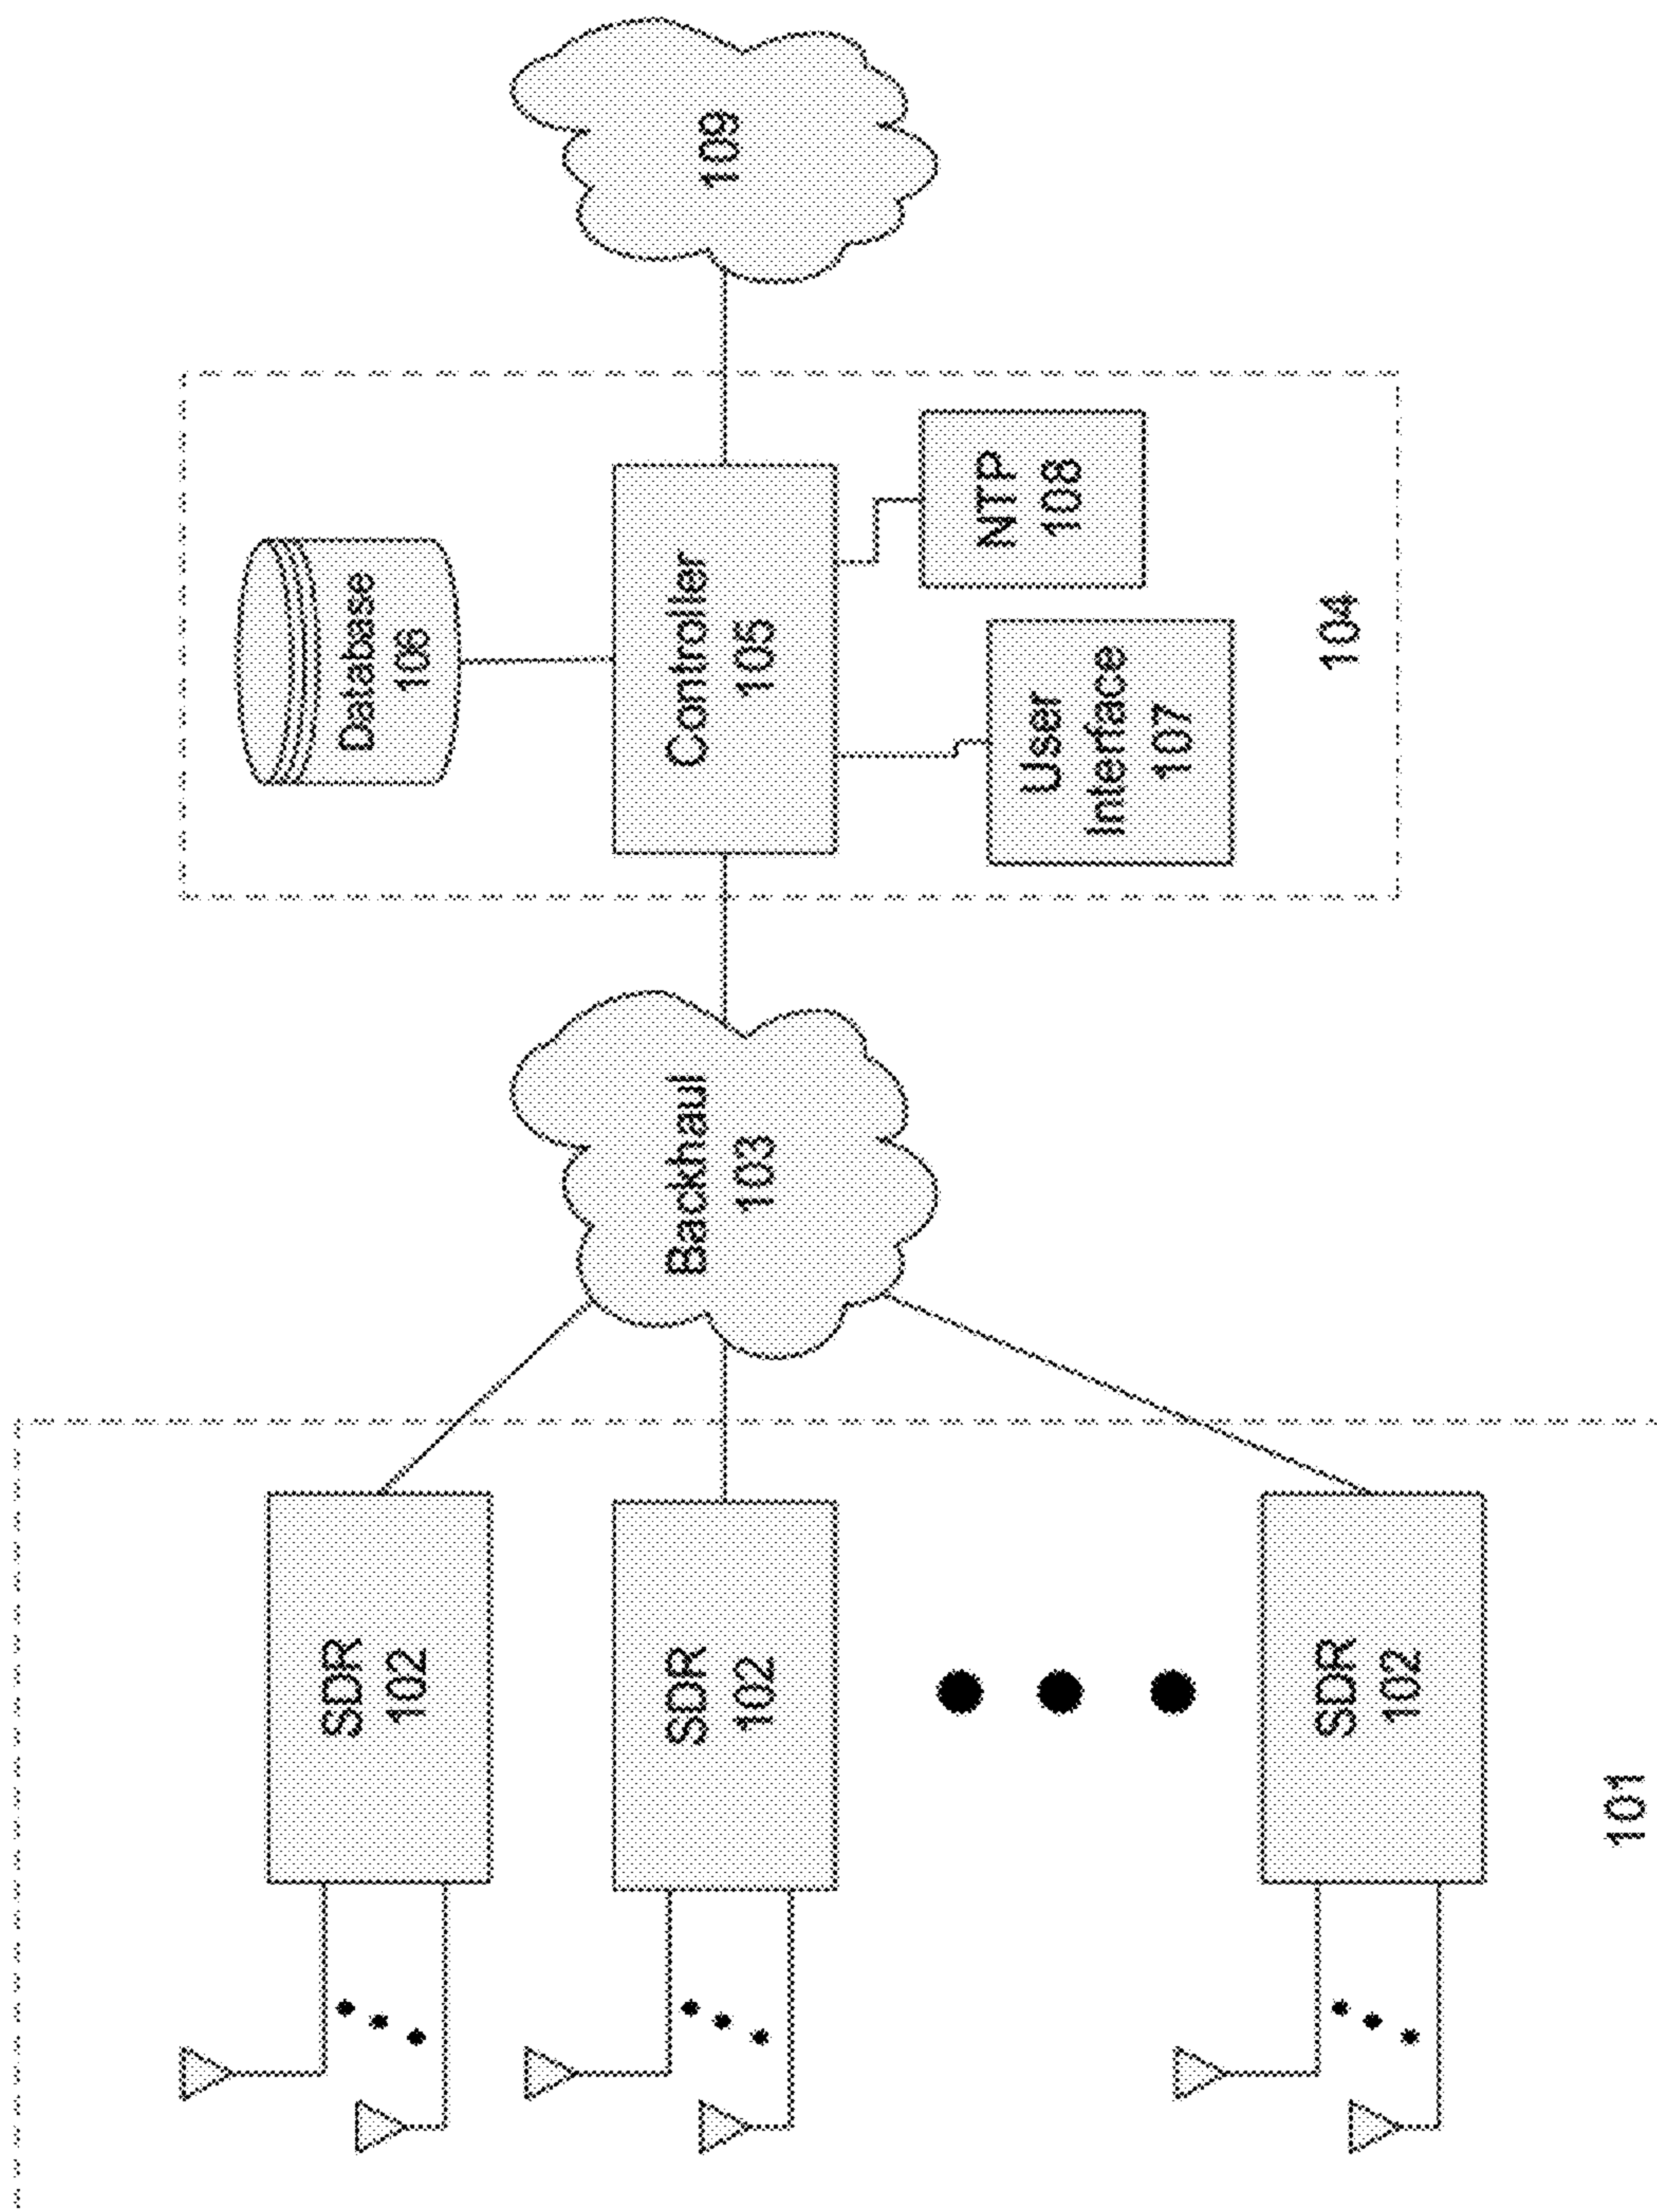 SDR
102
SDR
102
SDR
102
101
Backhaul
103
Database
106
Controller
105
User
Interface
107
NTP
108
104
109